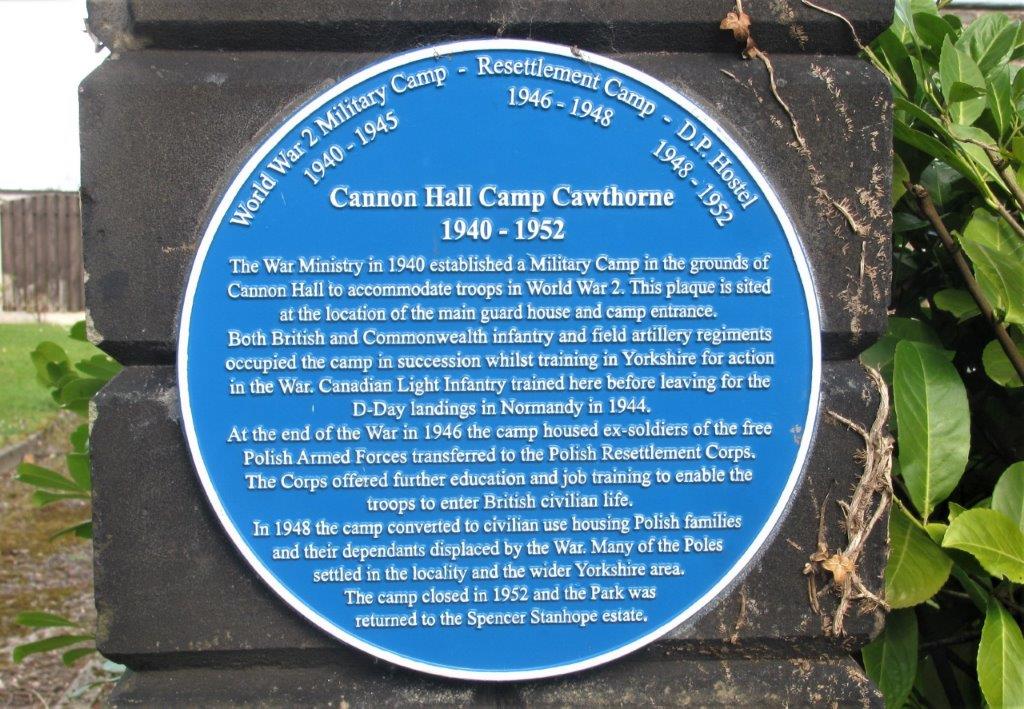 World War 2 Military Camp - Resettlement Camp - D.P. Hostel
1940 - 1945
1946 - 1948
1948 - 1952
Cannon Hall Camp Cawthorne
1940 - 1952
The War Ministry in 1940 established a Military Camp in the grounds of
Cannon Hall to accommodate troops in World War 2. This plaque is sited
at the location of the main guard house and camp entrance.
Both British and Commonwealth infantry and field artillery regiments
occupied the camp in succession whilst training in Yorkshire for action
in the War. Canadian Light Infantry trained here before leaving for the
D-Day landings in Normandy in 1944.
At the end of the War in 1946 the camp housed ex-soldiers of the free
Polish Armed Forces transferred to the Polish Resettlement Corps.
The Corps offered further education and job training to enable the
troops to enter British civilian life.
In 1948 the camp converted to civilian use housing Polish families
and their dependants displaced by the War. Many of the Poles
settled in the locality and the wider Yorkshire area.
The camp closed in 1952 and the Park was
returned to the Spencer Stanhope estate.